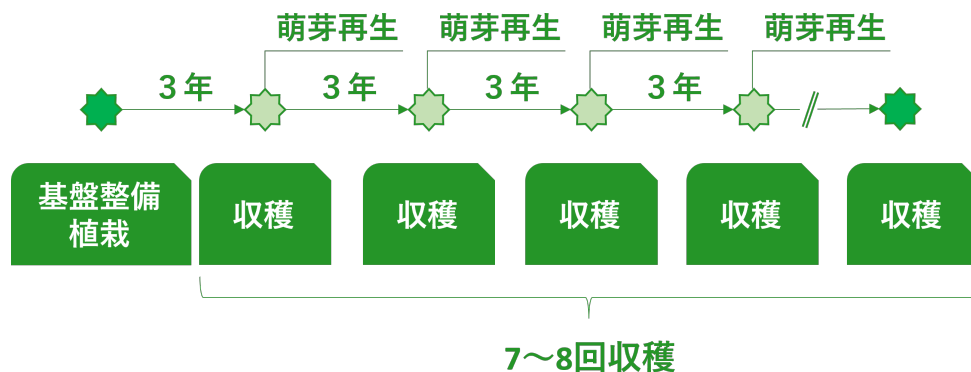 萌芽再生 萌芽再生 萌芽再生 萌芽再生
3年 3年 3年 3年
基盤整備
植栽
収穫 収穫 収穫 収穫 収穫
7～8回収穫